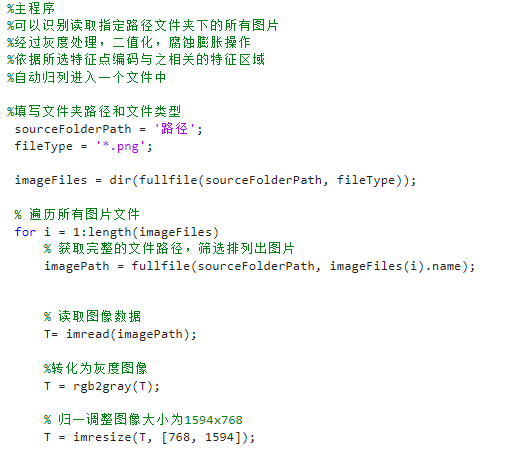 %主程序
%可以识别读取指定路径文件夹下的所有图片
%经过灰度处理，二值化，腐蚀膨胀操作
%依据所选特征点编码与之相关的特征区域
%自动归列进入一个文件中
%填写文件夹路径和文件类型
sourceFolderPath = '路径';
fileType = '*.png';
imageFiles = dir(fullfile(sourceFolderPath, fileType));
% 遍历所有图片文件
for i = 1:length(imageFiles)
% 获取完整的文件路径，筛选排列出图片
imagePath = fullfile(sourceFolderPath, imageFiles(i).name);
% 读取图像数据
T= imread(imagePath);
%转化为灰度图像
T = rgb2gray(T);
% 归一调整图像大小为1594x768
T = imresize(T, [768, 1594]);